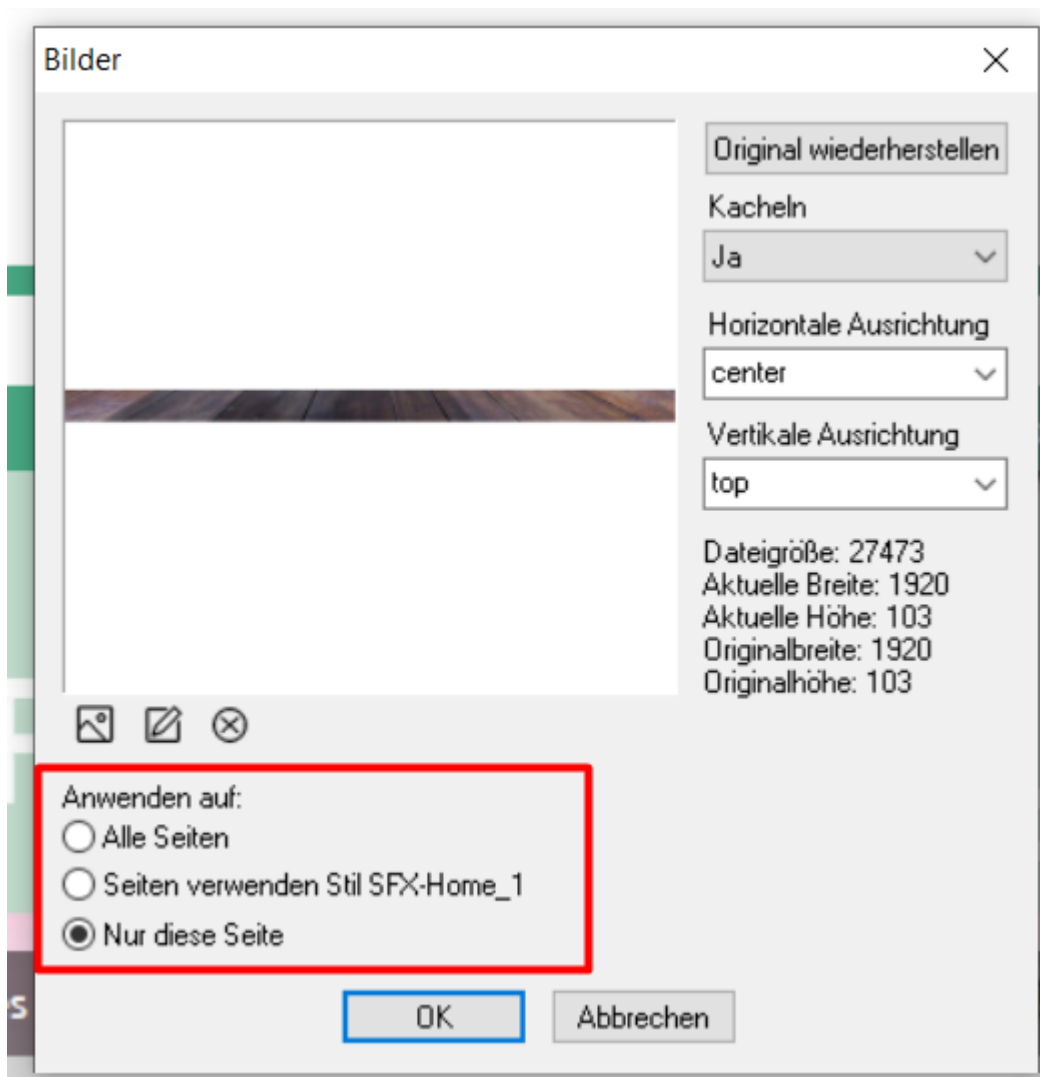 Bilder
Original wiederherstellen
Kacheln
Ja
Horizontale Ausrichtung
center
Vertikale Ausrichtung
top
Dateigröße: 27473
Aktuelle Breite: 1920
Aktuelle Höhe: 103
Originalbreite: 1920
Originalhöhe: 103
Anwenden auf:
Alle Seiten
Seiten verwenden Stil SFX-Home_1
Nur diese Seite
s
OK
Abbrechen